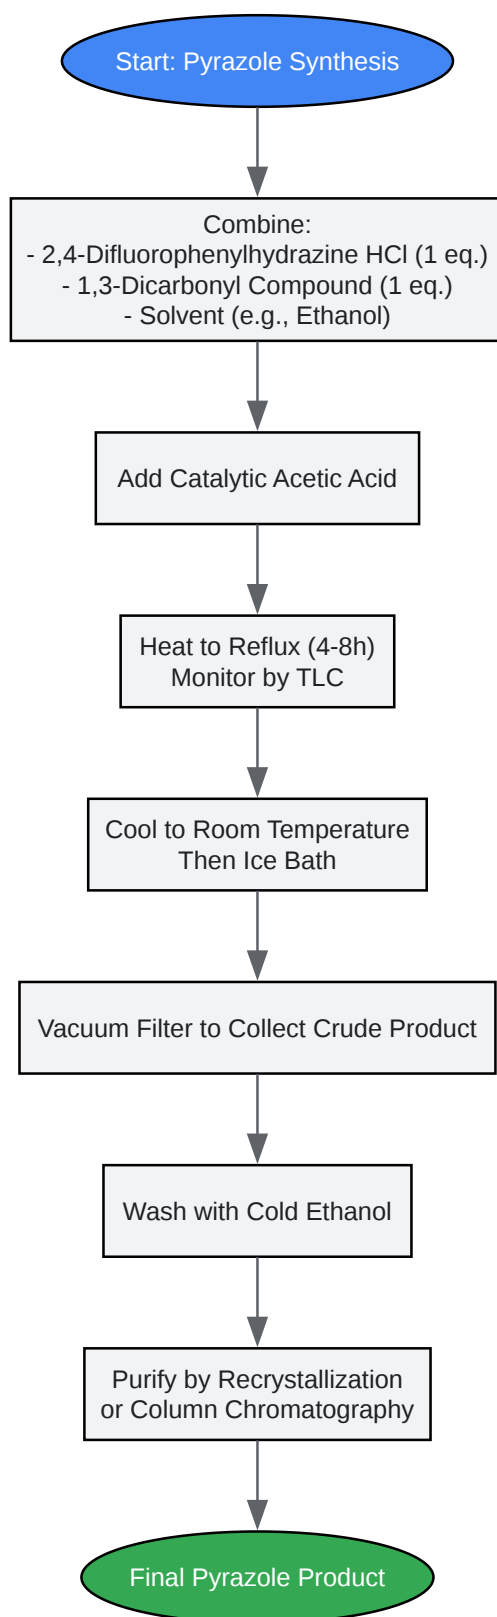 Start: Pyrazole Synthesis
Combine:
- 2,4-Difluorophenylhydrazine HCl (1 eq.)
- 1,3-Dicarbonyl Compound (1 eq.)
- Solvent (e.g., Ethanol)
Add Catalytic Acetic Acid
Heat to Reflux (4-8h)
Monitor by TLC
Cool to Room Temperature
Then Ice Bath
Vacuum Filter to Collect Crude Product
Wash with Cold Ethanol
Purify by Recrystallization
or Column Chromatography
Final Pyrazole Product